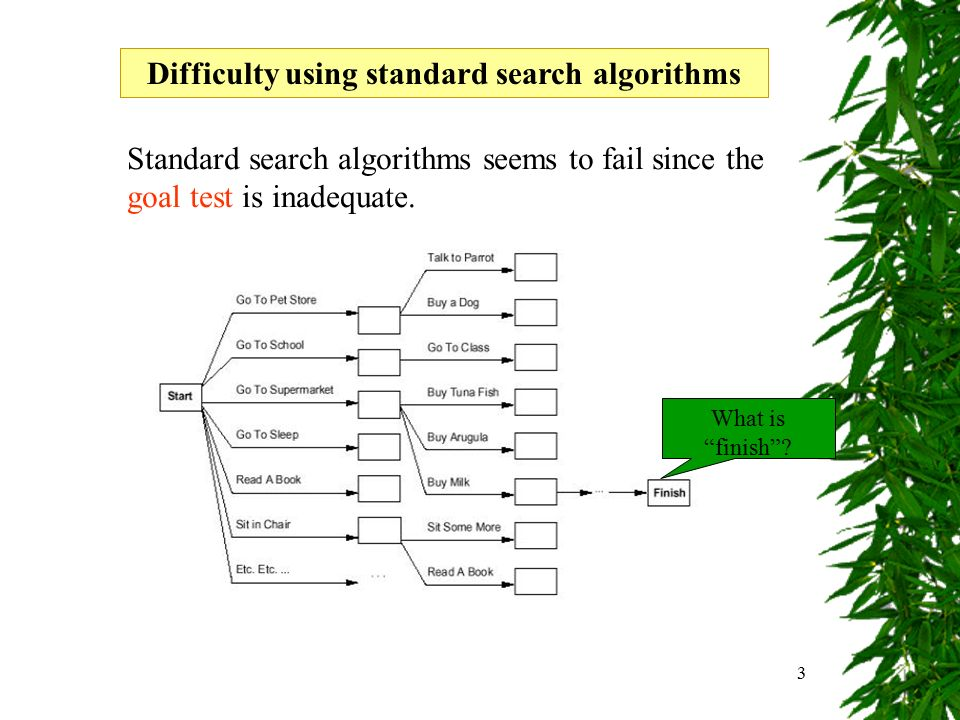 Difficulty using standard search algorithms
Standard search algorithms seems to fail since the
goal test is inadequate.
Talk to Parrot
Go To Pet Store
Buy a Dog
Go To School
Go To Class
Start
Go To Supermarket
Buy Tuna Fish
What is
“finish”?
Go To Sleep
Buy Arugula
Read A Book
Buy Milk
...
Finish
Sit in Chair
Sit Some More
Etc. Etc. ...
...
Read A Book
3